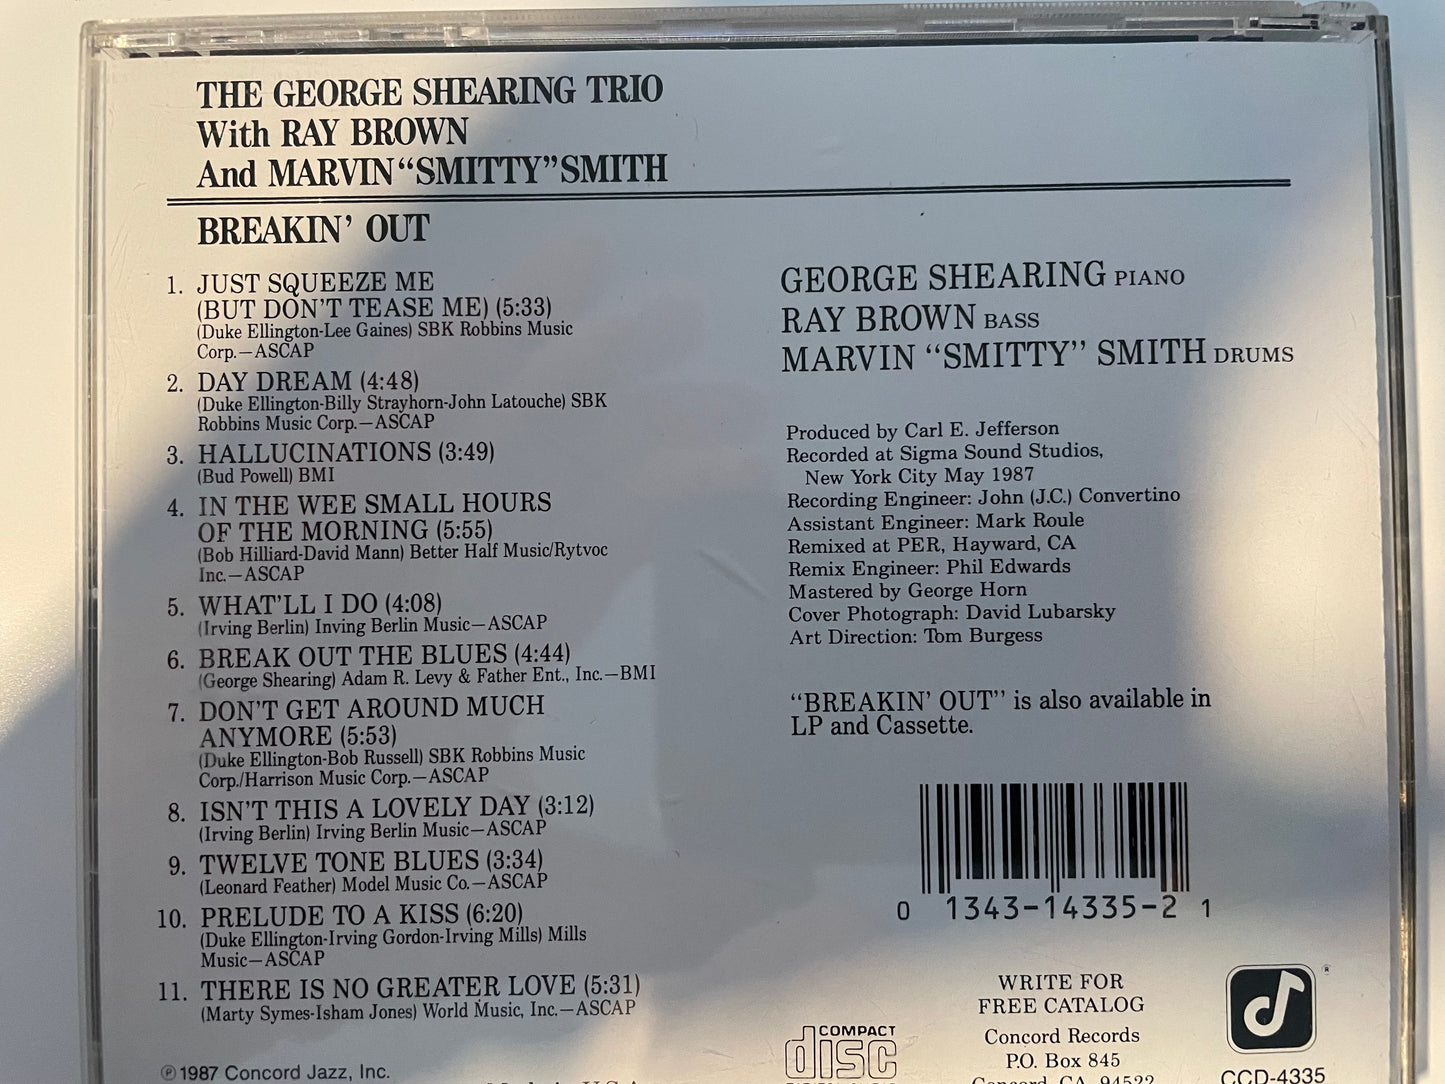 THE GEORGE SHEARING TRIO
With RAY BROWN
And MARVIN “SMITTY” SMITH
BREAKIN’ OUT
1. JUST SQUEEZE ME
(BUT DON’T TEASE ME) (5:33)
(Duke Ellington-Lee Gaines) SBK Robbins Music
Corp.—ASCAP
2. DAY DREAM (4:48)
(Duke Ellington-Billy Strayhorn-John Latouche) SBK
Robbins Music Corp.—ASCAP
3. HALLUCINATIONS (3:49)
(Bud Powell) BMI
4. IN THE WEE SMALL HOURS
OF THE MORNING (5:55)
(Bob Hilliard-David Mann) Better Half Music/Rytvoc
Inc.—ASCAP
5. WHAT’LL I DO (4:08)
(Irving Berlin) Inving Berlin Music—ASCAP
6. BREAK OUT THE BLUES (4:44)
(George Shearing) Adam R. Levy & Father Ent., Inc.—BMI
7. DON’T GET AROUND MUCH
ANYMORE (5:53)
(Duke Ellington-Bob Russell) SBK Robbins Music
Corp./Harrison Music Corp.—ASCAP
8. ISN’T THIS A LOVELY DAY (3:12)
(Irving Berlin) Irving Berlin Music—ASCAP
9. TWELVE TONE BLUES (3:34)
(Leonard Feather) Model Music Co.—ASCAP
10. PRELUDE TO A KISS (6:20)
(Duke Ellington-Irving Gordon-Irving Mills) Mills
Music—ASCAP
11. THERE IS NO GREATER LOVE (5:31)
(Marty Symes-Isham Jones) World Music, Inc.—ASCAP
℗ 1987 Concord Jazz, Inc.
GEORGE SHEARING PIANO
RAY BROWN BASS
MARVIN “SMITTY” SMITH DRUMS
Produced by Carl E. Jefferson
Recorded at Sigma Sound Studios,
New York City May 1987
Recording Engineer: John (J.C.) Convertino
Assistant Engineer: Mark Roule
Remixed at PER, Hayward, CA
Remix Engineer: Phil Edwards
Mastered by George Horn
Cover Photograph: David Lubarsky
Art Direction: Tom Burgess
“BREAKIN’ OUT” is also available in
LP and Cassette.
0 1343-14335-2 1
COMPACT
disc
WRITE FOR
FREE CATALOG
Concord Records
P.O. Box 845
Concord, CA 94522
®
CCD-4335